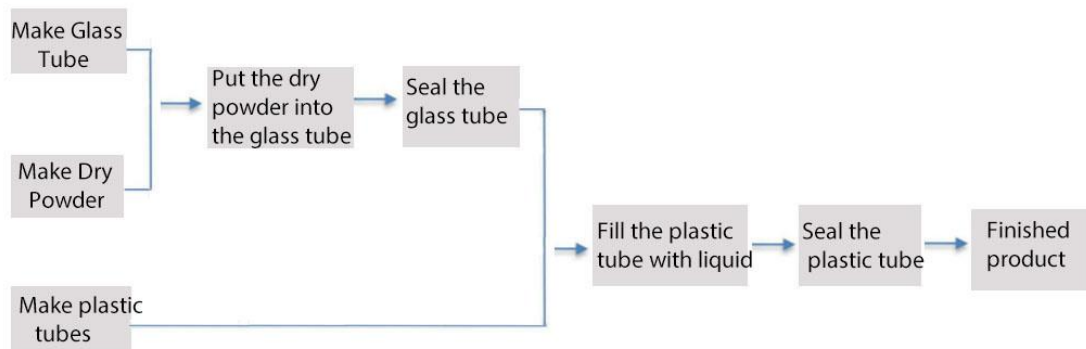 Make Glass
Tube
Put the dry
powder into
the glass tube
Seal the
glass tube
Make Dry
Powder
Fill the plastic
tube with liquid
Seal the
plastic tube
Finished
product
Make plastic
tubes